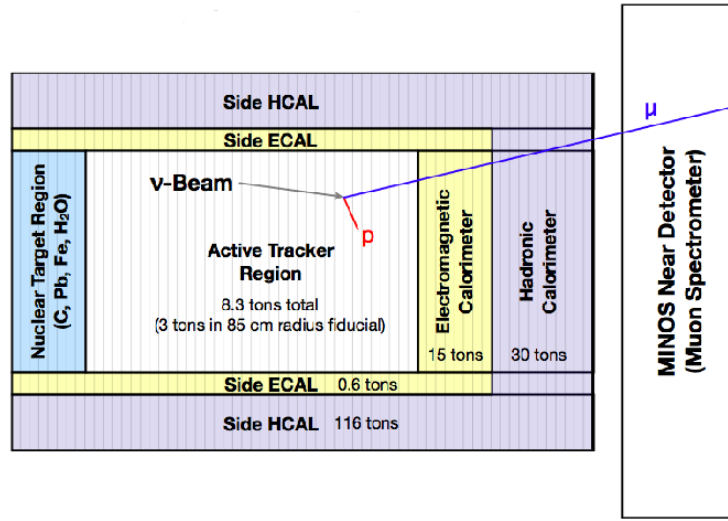 Side HCAL
Side ECAL
ν-Beam
Active Tracker
Region
8.3 tons total
(3 tons in 85 cm radius fiducial)
Side ECAL 0.6 tons
Side HCAL 116 tons
Nuclear Target Region
(C, Pb, Fe, H₂O)
p
Electromagnetic
Calorimeter
15 tons
Hadronic
Calorimeter
30 tons
μ
MINOS Near Detector
(Muon Spectrometer)